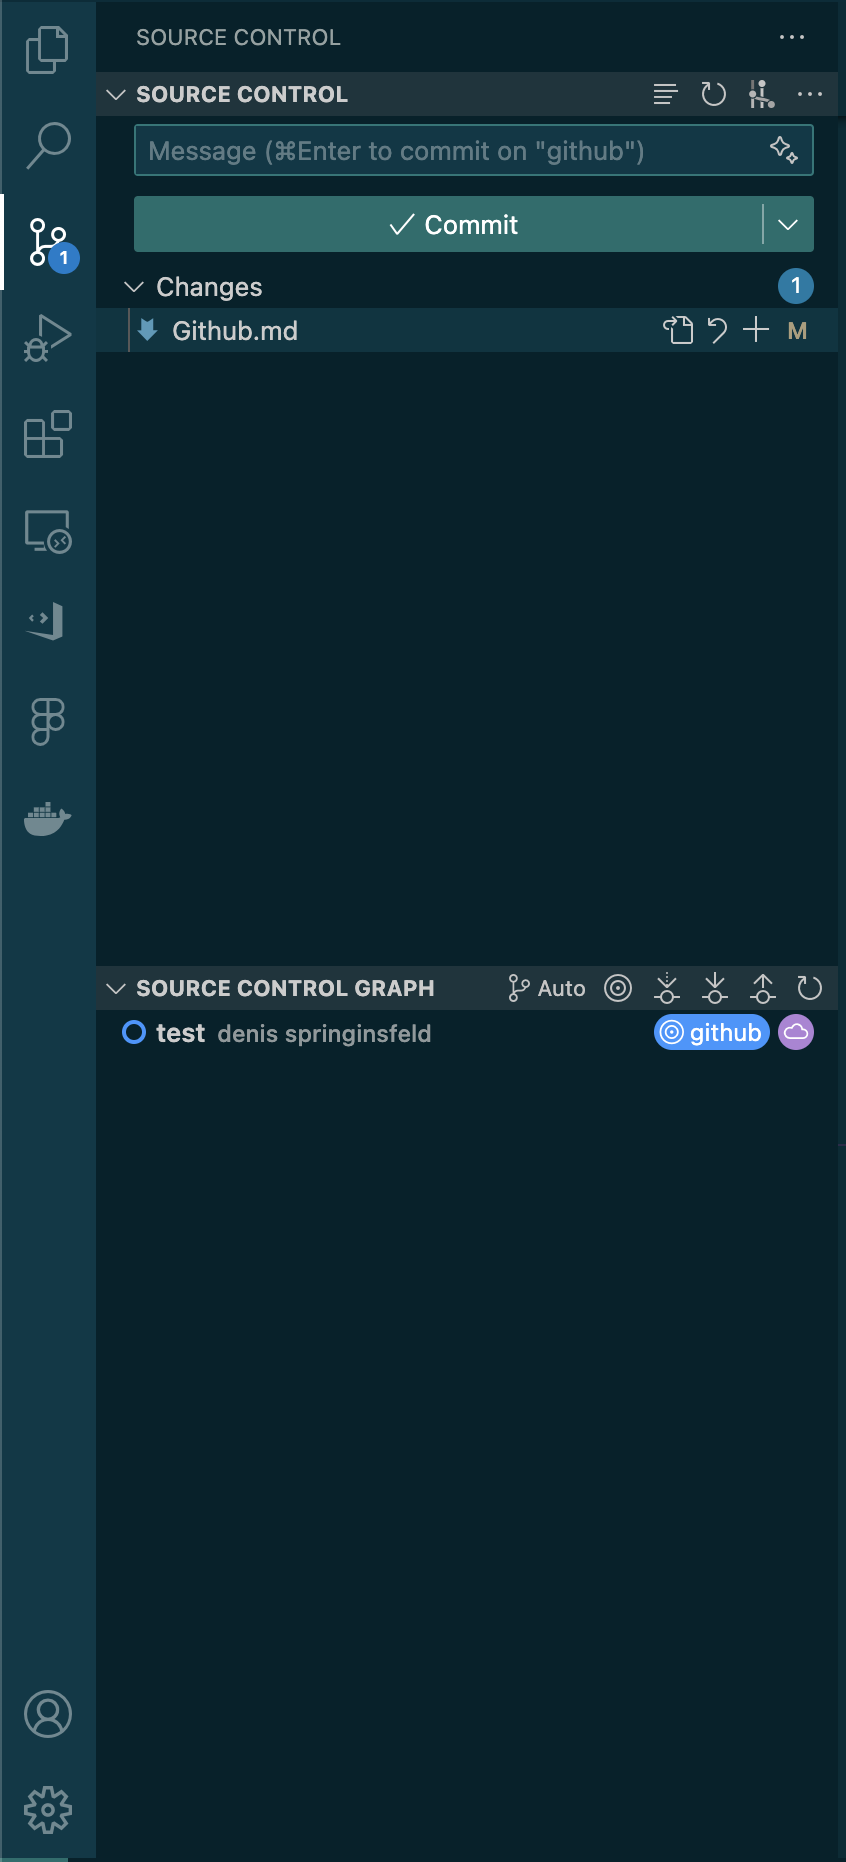 SOURCE CONTROL
SOURCE CONTROL
Message (⌘Enter to commit on "github")
Commit
1
Changes 1
Github.md M
SOURCE CONTROL GRAPH Auto
test denis springinsfeld github